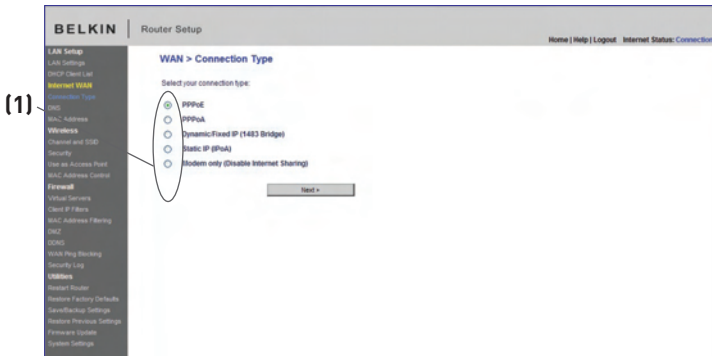 BELKIN
Router Setup
Home | Help | Logout Internet Status: Connection
LAN Setup
LAN Settings
DHCP Client List
Internet WAN
Connection Type
DNS
MAC Address
Wireless
Channel and SSID
Security
Use as Access Point
MAC Address Control
Firewall
Virtual Servers
Client IP Filters
MAC Address Filtering
DMZ
DDNS
WAN Ping Blocking
Security Log
Utilities
Restart Router
Restore Factory Defaults
Save/Backup Settings
Restore Previous Settings
Firmware Update
System Settings
(1)
WAN > Connection Type
Select your connection type:
PPPoE
PPPoA
Dynamic/Fixed IP (1483 Bridge)
Static IP (IPoA)
Modem only (Disable Internet Sharing)
Next >